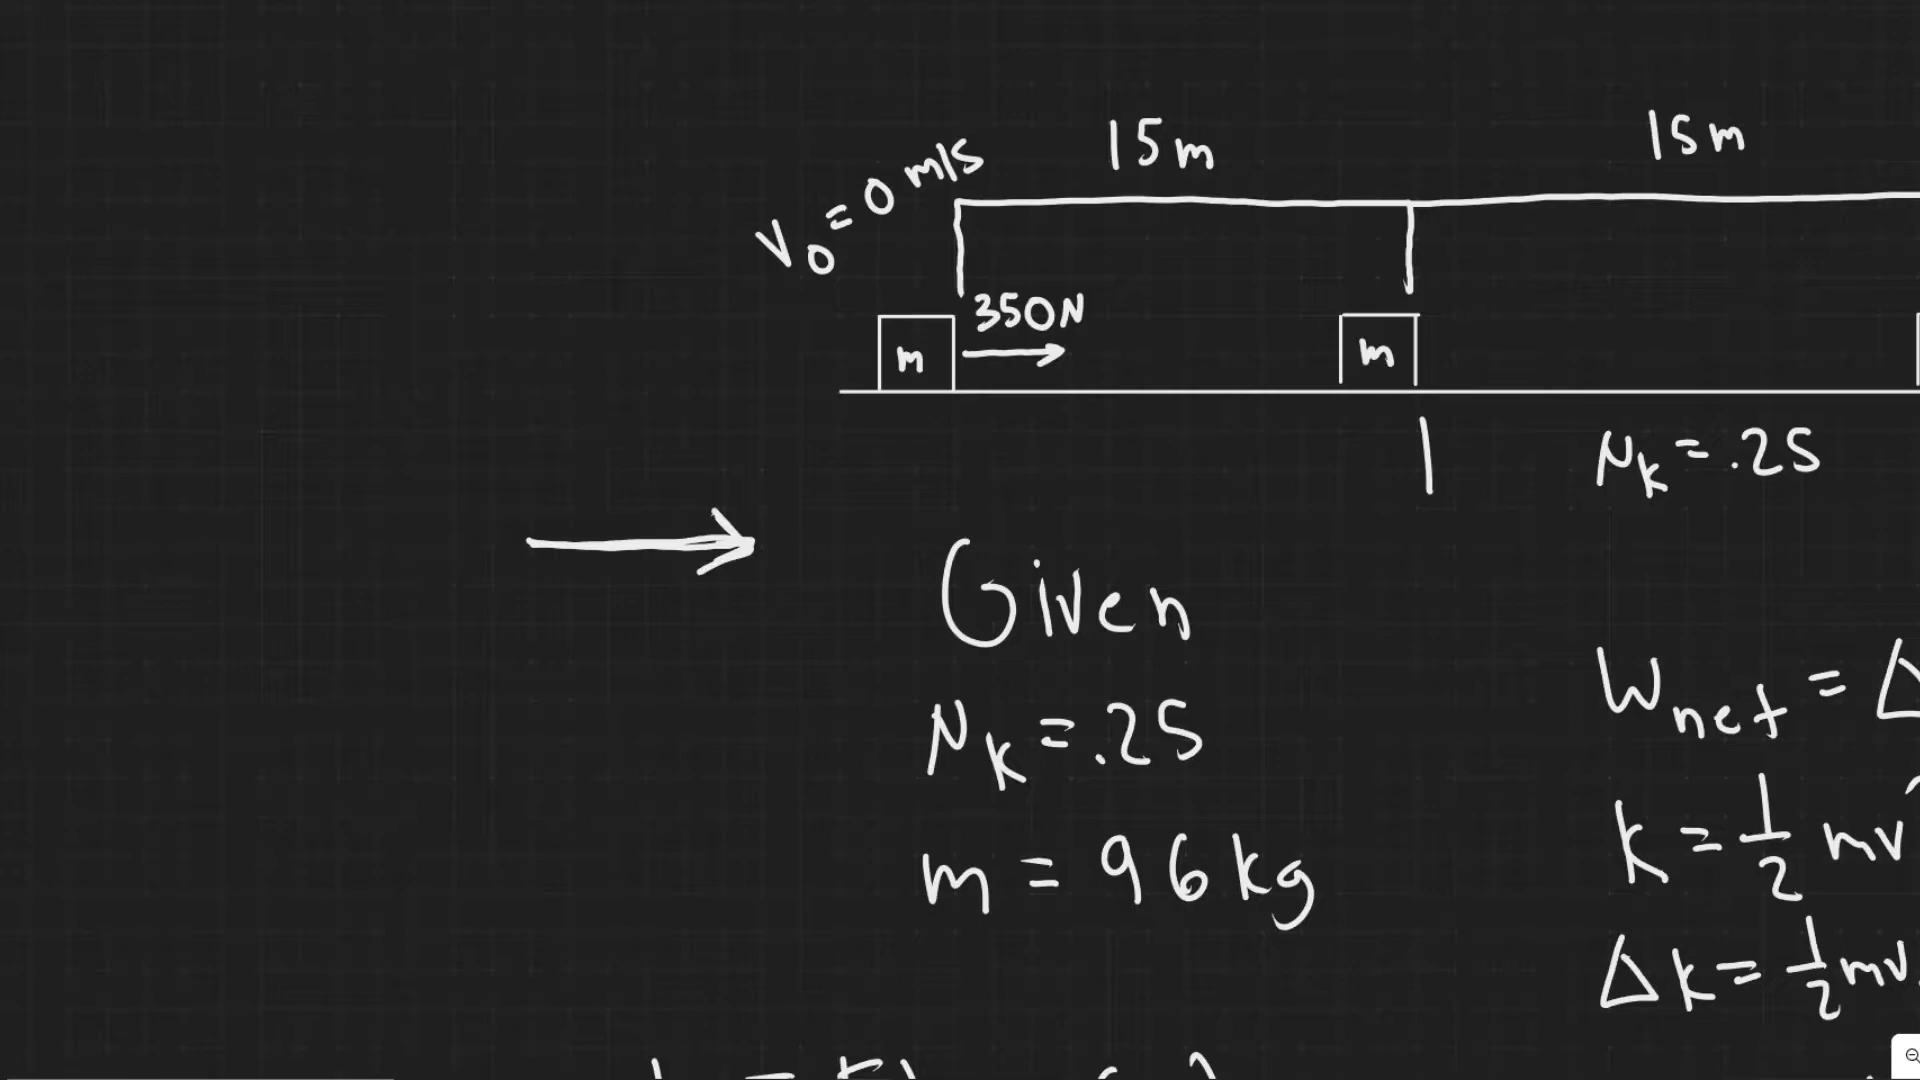 15 m
15 m
V₀ = 0 m/s
350N
m
m
μₖ = .25
Given
μₖ = .25
m = 96 kg
W_net = Δ
k = 1/2 mv
Δk = 1/2 mv